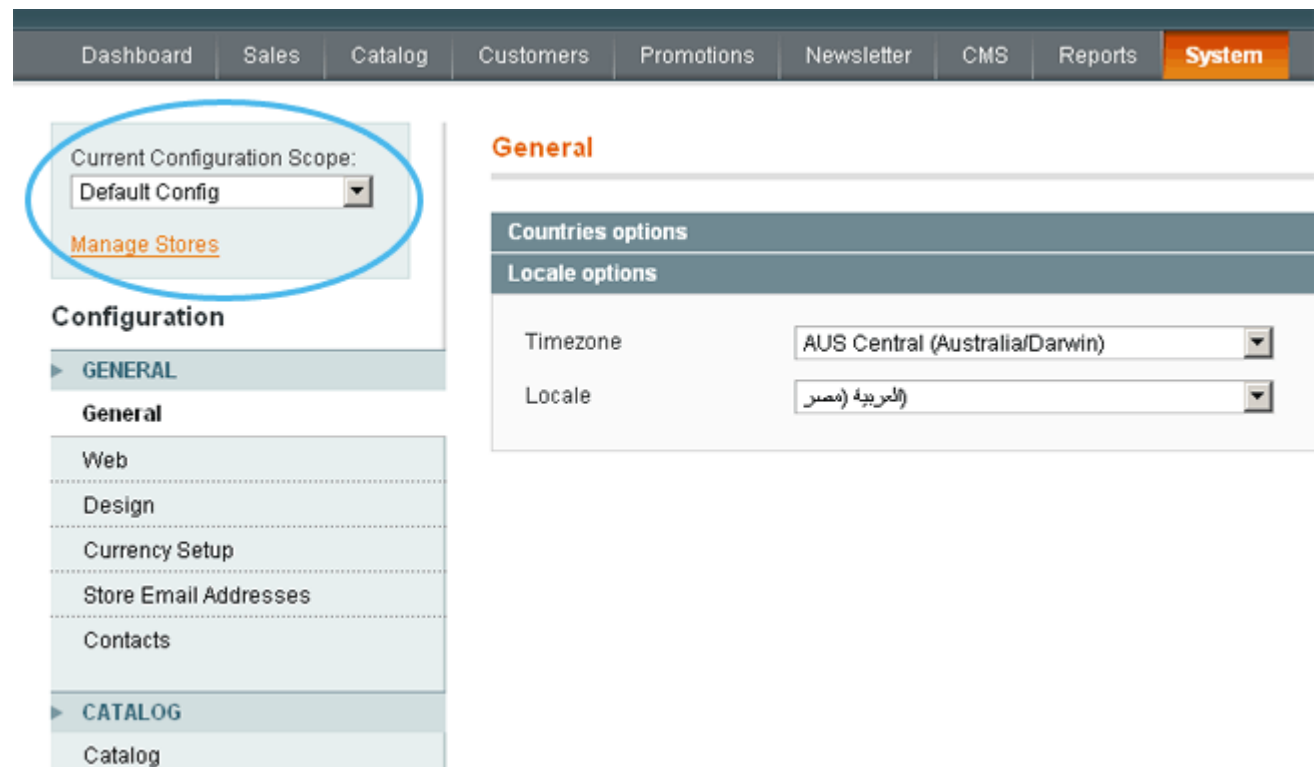 Dashboard Sales Catalog Customers Promotions Newsletter CMS Reports System
Current Configuration Scope:
Default Config
Manage Stores
Configuration
GENERAL
General
Web
Design
Currency Setup
Store Email Addresses
Contacts
CATALOG
Catalog
General
Countries options
Locale options
Timezone AUS Central (Australia/Darwin)
Locale العربية (مصر)